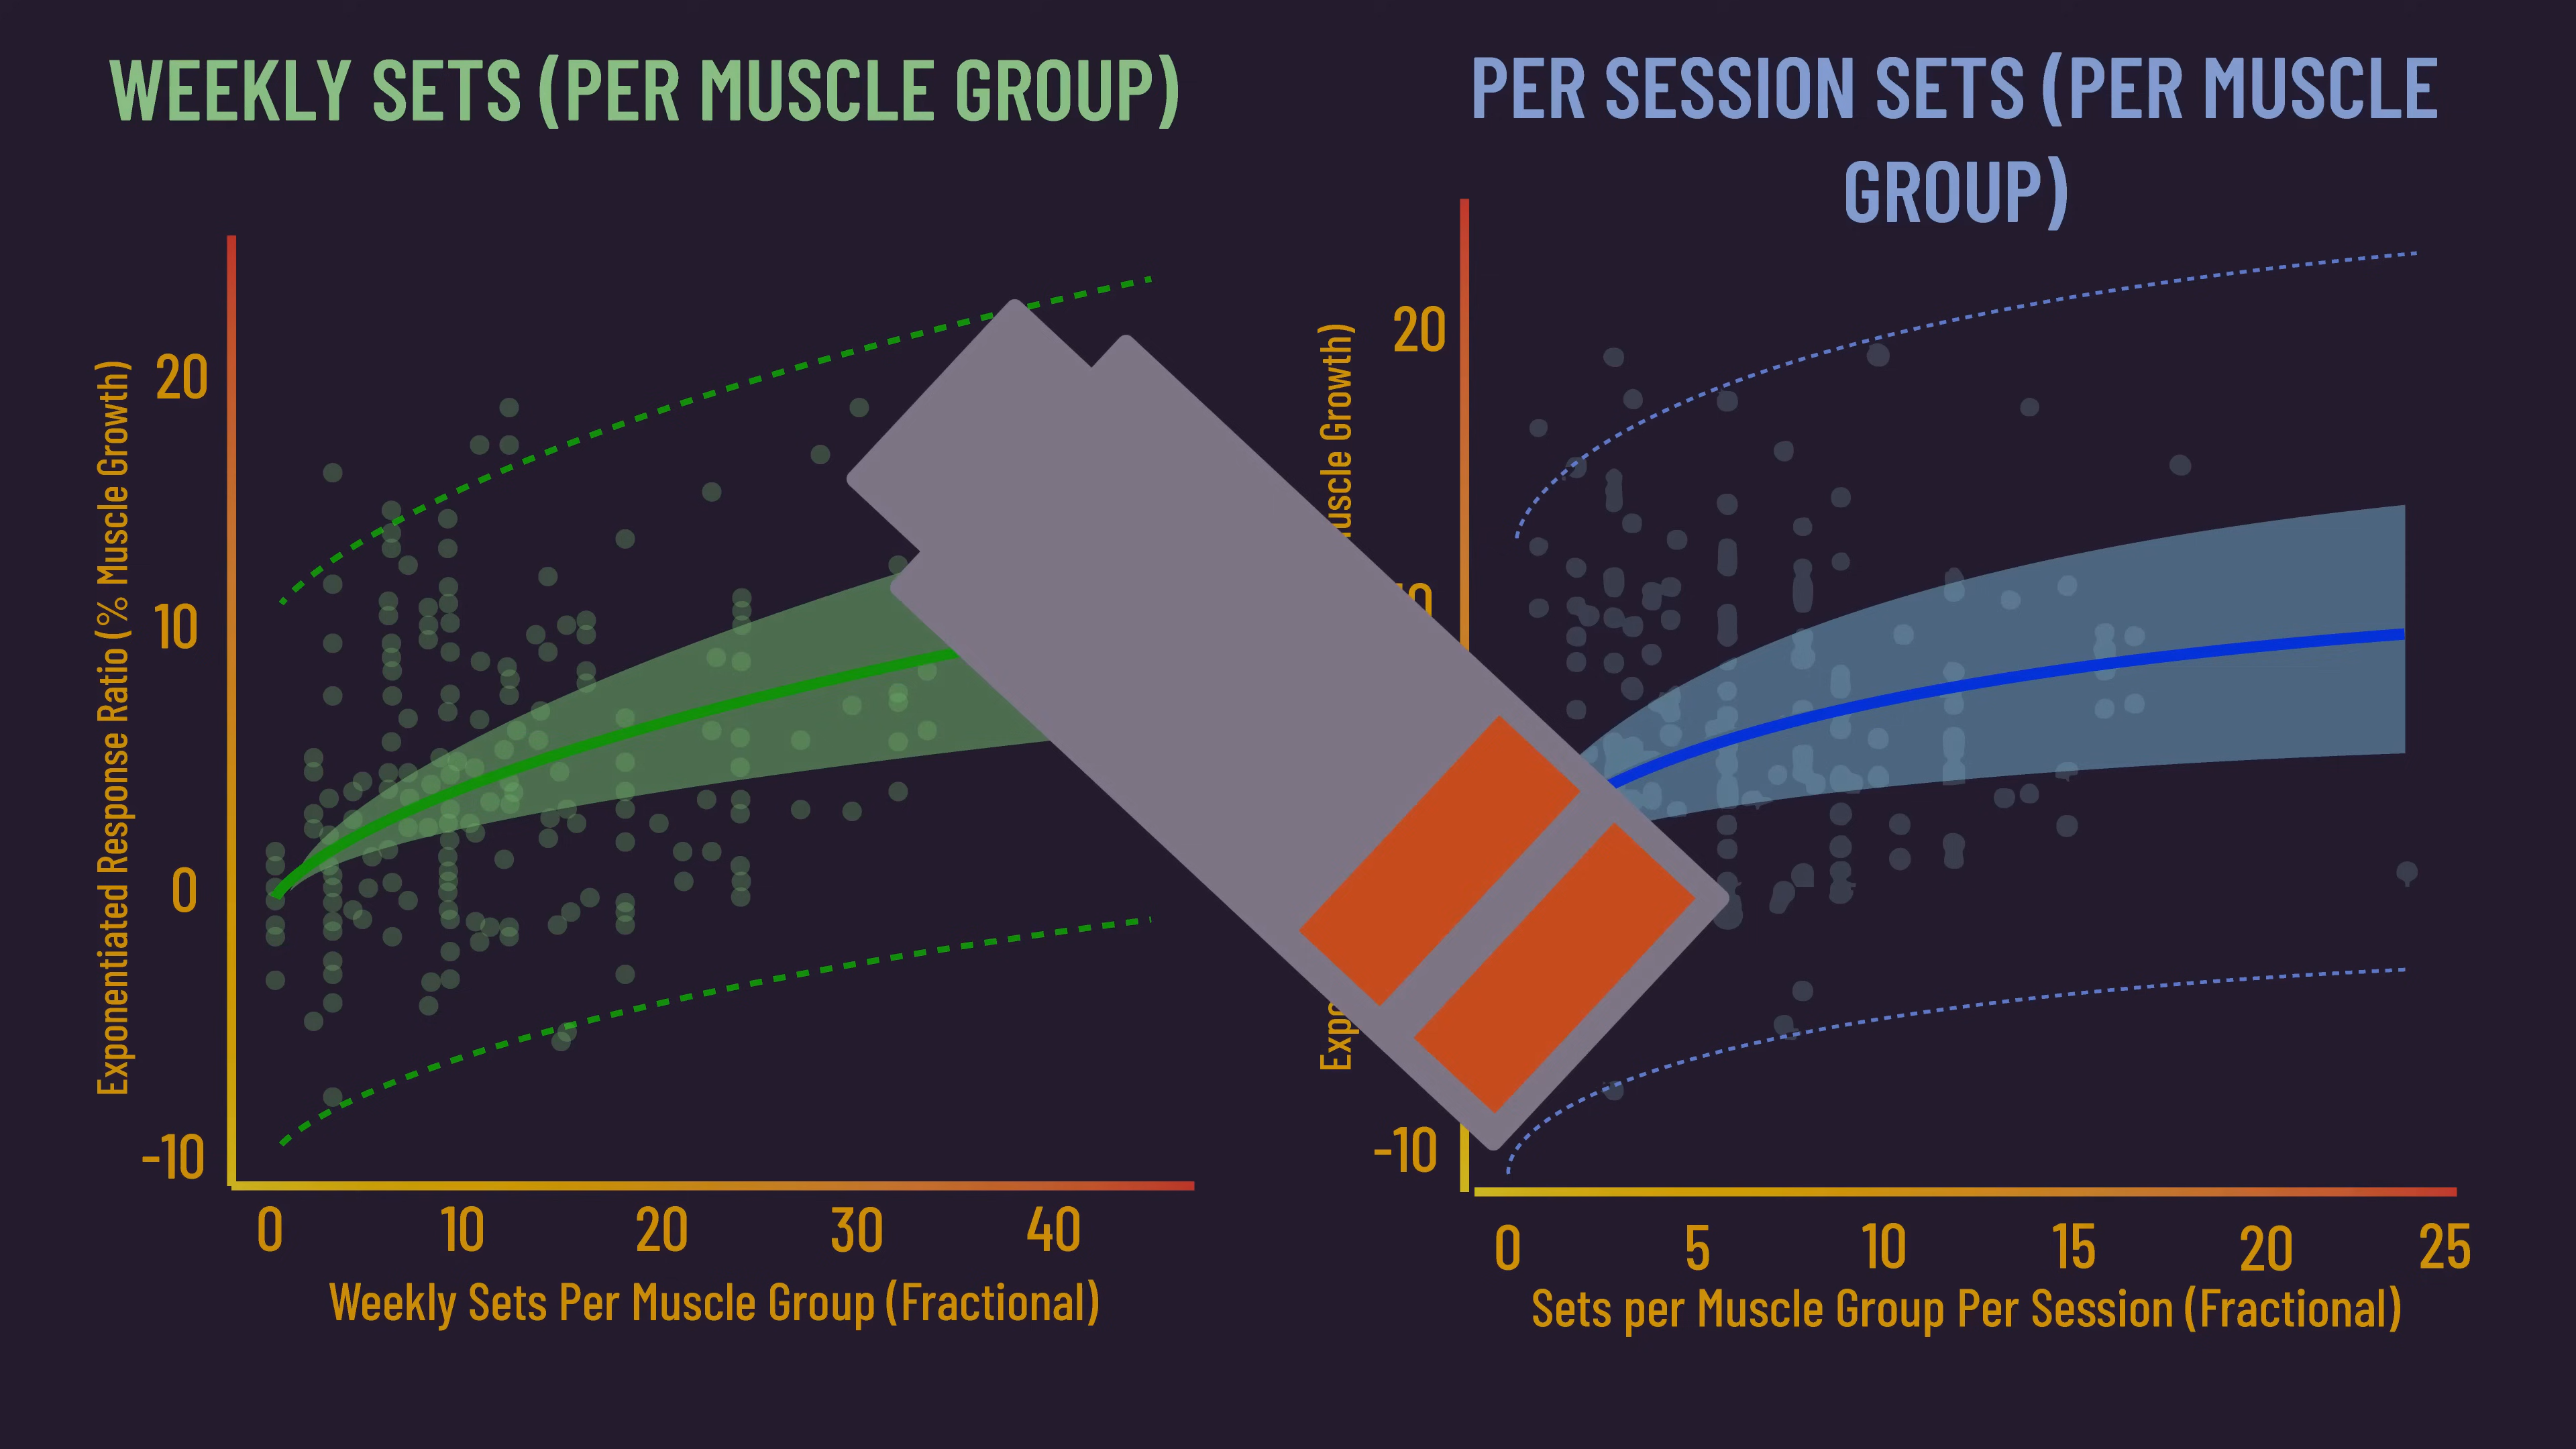 WEEKLY SETS (PER MUSCLE GROUP)
Exponentiated Response Ratio (% Muscle Growth)
20
10
0
-10
0 10 20 30 40
Weekly Sets Per Muscle Group (Fractional)
PER SESSION SETS (PER MUSCLE
GROUP)
Growth)
20
-10
0 5 10 15 20 25
Sets per Muscle Group Per Session (Fractional)